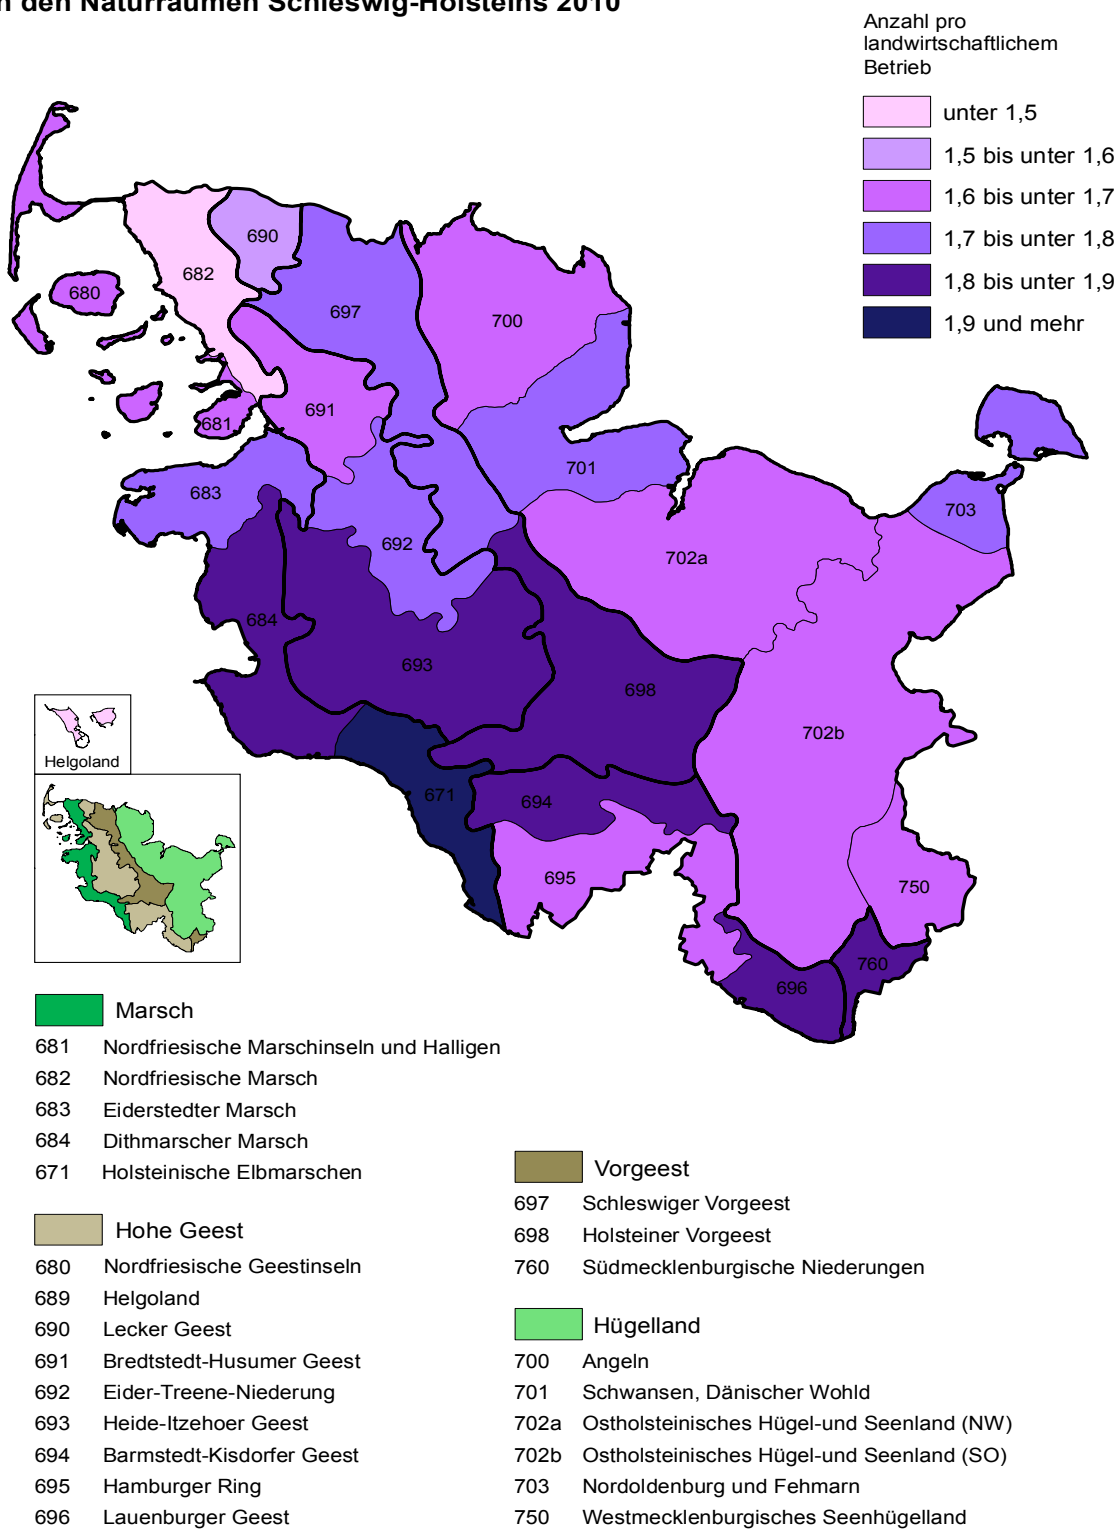 den Naturräumen Schleswig-Holsteins 2010
Anzahl pro
landwirtschaftlichem
Betrieb
unter 1,5
1,5 bis unter 1,6
1,6 bis unter 1,7
1,7 bis unter 1,8
1,8 bis unter 1,9
1,9 und mehr
690
682
680
697
700
691
681
701
683
703
692
702a
684
693
698
702b
Helgoland
671
694
695
750
760
696
Marsch
681 Nordfriesische Marschinseln und Halligen
682 Nordfriesische Marsch
683 Eiderstedter Marsch
684 Dithmarscher Marsch
671 Holsteinische Elbmarschen
Hohe Geest
680 Nordfriesische Geestinseln
689 Helgoland
690 Lecker Geest
691 Bredtstedt-Husumer Geest
692 Eider-Treene-Niederung
693 Heide-Itzehoer Geest
694 Barmstedt-Kisdorfer Geest
695 Hamburger Ring
696 Lauenburger Geest
Vorgeest
697 Schleswiger Vorgeest
698 Holsteiner Vorgeest
760 Südmecklenburgische Niederungen
Hügelland
700 Angeln
701 Schwansen, Dänischer Wohld
702a Ostholsteinisches Hügel-und Seenland (NW)
702b Ostholsteinisches Hügel-und Seenland (SO)
703 Nordoldenburg und Fehmarn
750 Westmecklenburgisches Seenhügelland